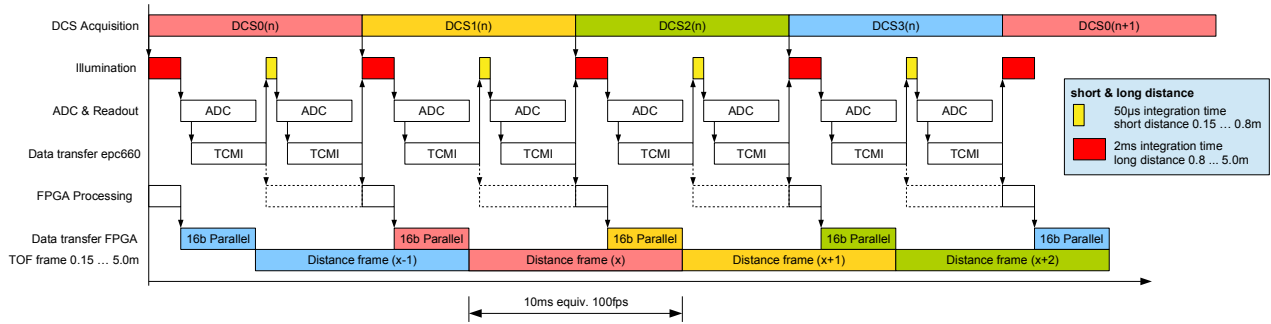 DCS Acquisition DCS0(n) DCS1(n) DCS2(n) DCS3(n) DCS0(n+1)
Illumination
short & long distance
50µs integration time
short distance 0.15 … 0.8m
2ms integration time
long distance 0.8 ... 5.0m
ADC & Readout ADC ADC ADC ADC ADC ADC ADC ADC
Data transfer epc660 TCMI TCMI TCMI TCMI TCMI TCMI TCMI TCMI
FPGA Processing
Data transfer FPGA 16b Parallel 16b Parallel 16b Parallel 16b Parallel 16b Parallel
TOF frame 0.15 … 5.0m Distance frame (x-1) Distance frame (x) Distance frame (x+1) Distance frame (x+2)
10ms equiv. 100fps